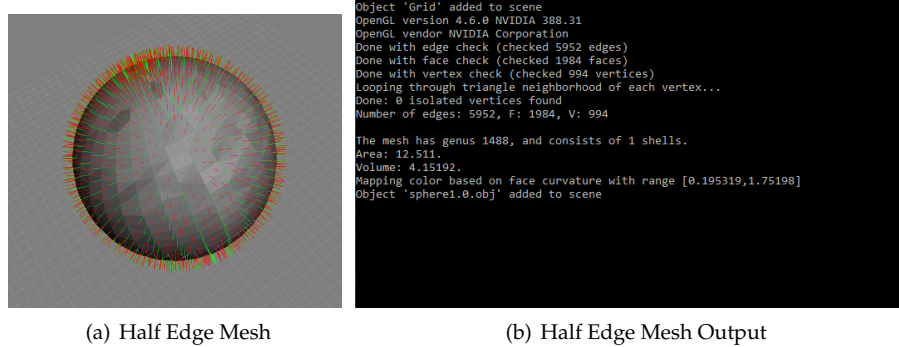 Object 'Grid' added to scene
OpenGL version 4.6.0 NVIDIA 388.31
OpenGL vendor NVIDIA Corporation
Done with edge check (checked 5952 edges)
Done with face check (checked 1984 faces)
Done with vertex check (checked 994 vertices)
Looping through triangle neighborhood of each vertex...
Done: 0 isolated vertices found
Number of edges: 5952, F: 1984, V: 994
The mesh has genus 1488, and consists of 1 shells.
Area: 12.511.
Volume: 4.15192.
Mapping color based on face curvature with range [0.195319,1.75198]
Object 'sphere1.0.obj' added to scene
(a) Half Edge Mesh
(b) Half Edge Mesh Output